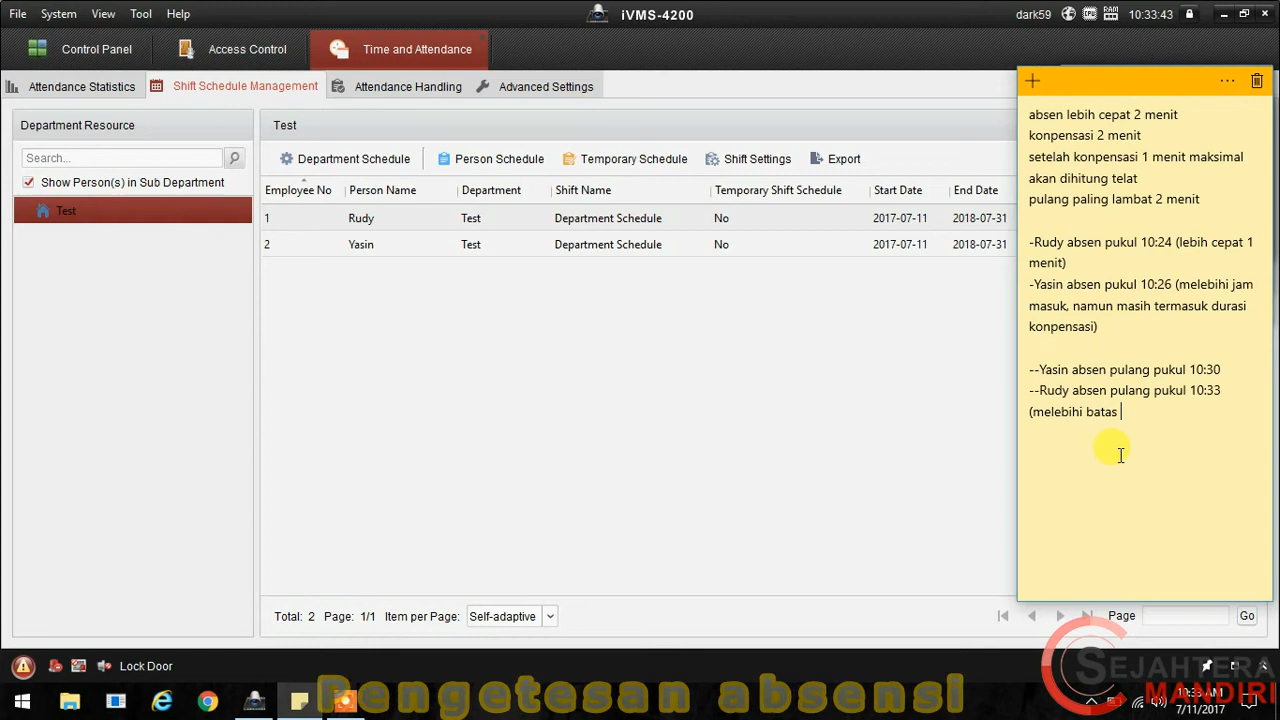 File System View Tool Help
iVMS-4200
dark59
RAM
10:33:43
Control Panel
Access Control
Time and Attendance
Attendance Statistics
Shift Schedule Management
Attendance Handling
Advanced Settings
Department Resource
Search...
Show Person(s) in Sub Department
Test
Test
Department Schedule
Person Schedule
Temporary Schedule
Shift Settings
Export
Employee No Person Name Department Shift Name Temporary Shift Schedule Start Date End Date
1 Rudy Test Department Schedule No 2017-07-11 2018-07-31
2 Yasin Test Department Schedule No 2017-07-11 2018-07-31
Total: 2 Page: 1/1 Item per Page: Self-adaptive
Page
Go
absen lebih cepat 2 menit
konpensasi 2 menit
setelah konpensasi 1 menit maksimal
akan dihitung telat
pulang paling lambat 2 menit
-Rudy absen pukul 10:24 (lebih cepat 1
menit)
-Yasin absen pukul 10:26 (melebihi jam
masuk, namun masih termasuk durasi
konpensasi)
--Yasin absen pulang pukul 10:30
--Rudy absen pulang pukul 10:33
(melebihi batas
Lock Door
Pengetesan absensi
SEJAHTERA
MANDIRI
10:33 AM
7/11/2017